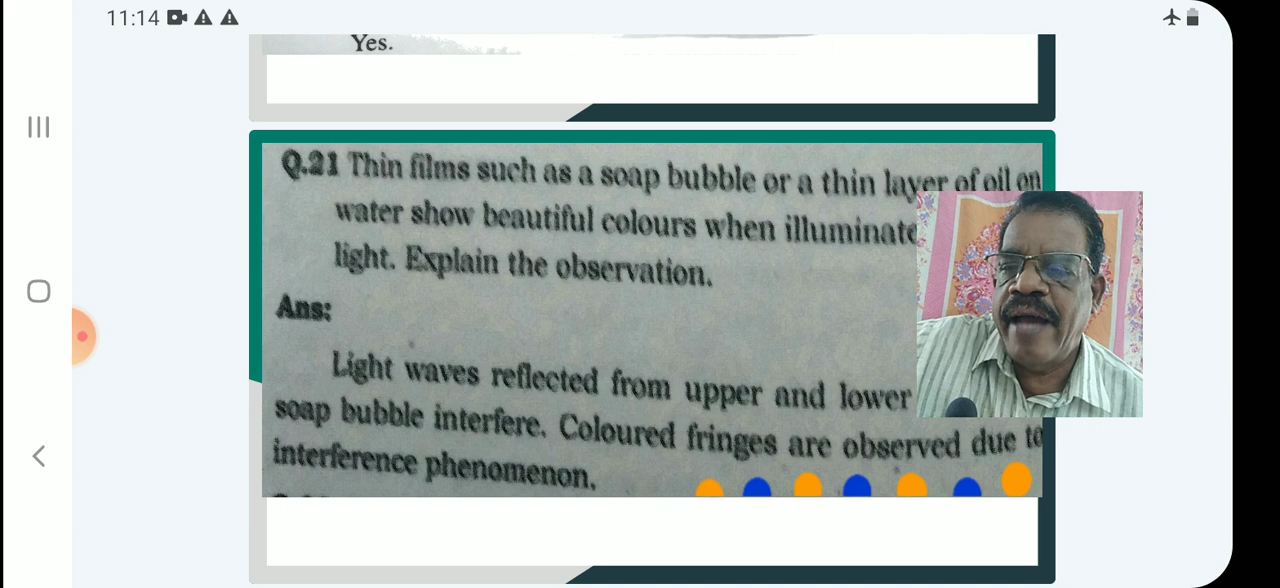 11:14
Yes.
Q.21 Thin films such as a soap bubble or a thin layer of oil on
water show beautiful colours when illuminate
light. Explain the observation.
Ans:
Light waves reflected from upper and lower
soap bubble interfere. Coloured fringes are observed due to
interference phenomenon.